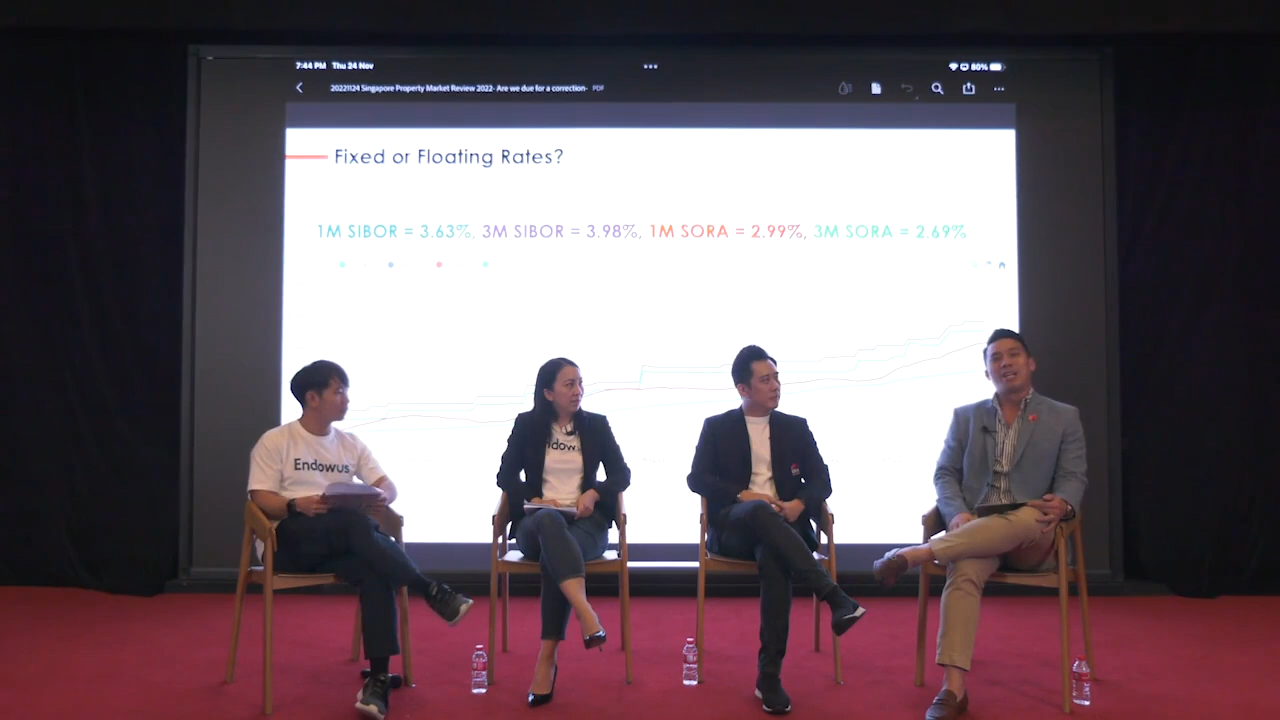 7:44 PM Thu 24 Nov
80%
20221124 Singapore Property Market Review 2022- Are we due for a correction- PDF
Fixed or Floating Rates?
1M SIBOR = 3.63%, 3M SIBOR = 3.98%, 1M SORA = 2.99%, 3M SORA = 2.69%
Endowus
dow